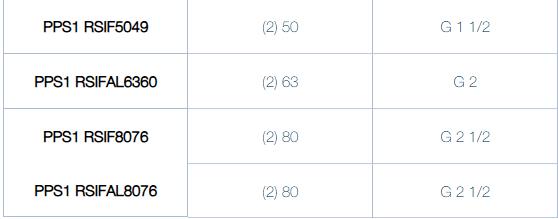 PPS1 RSIF5049 (2) 50 G 1 1/2
PPS1 RSIFAL6360 (2) 63 G 2
PPS1 RSIF8076 (2) 80 G 2 1/2
PPS1 RSIFAL8076 (2) 80 G 2 1/2